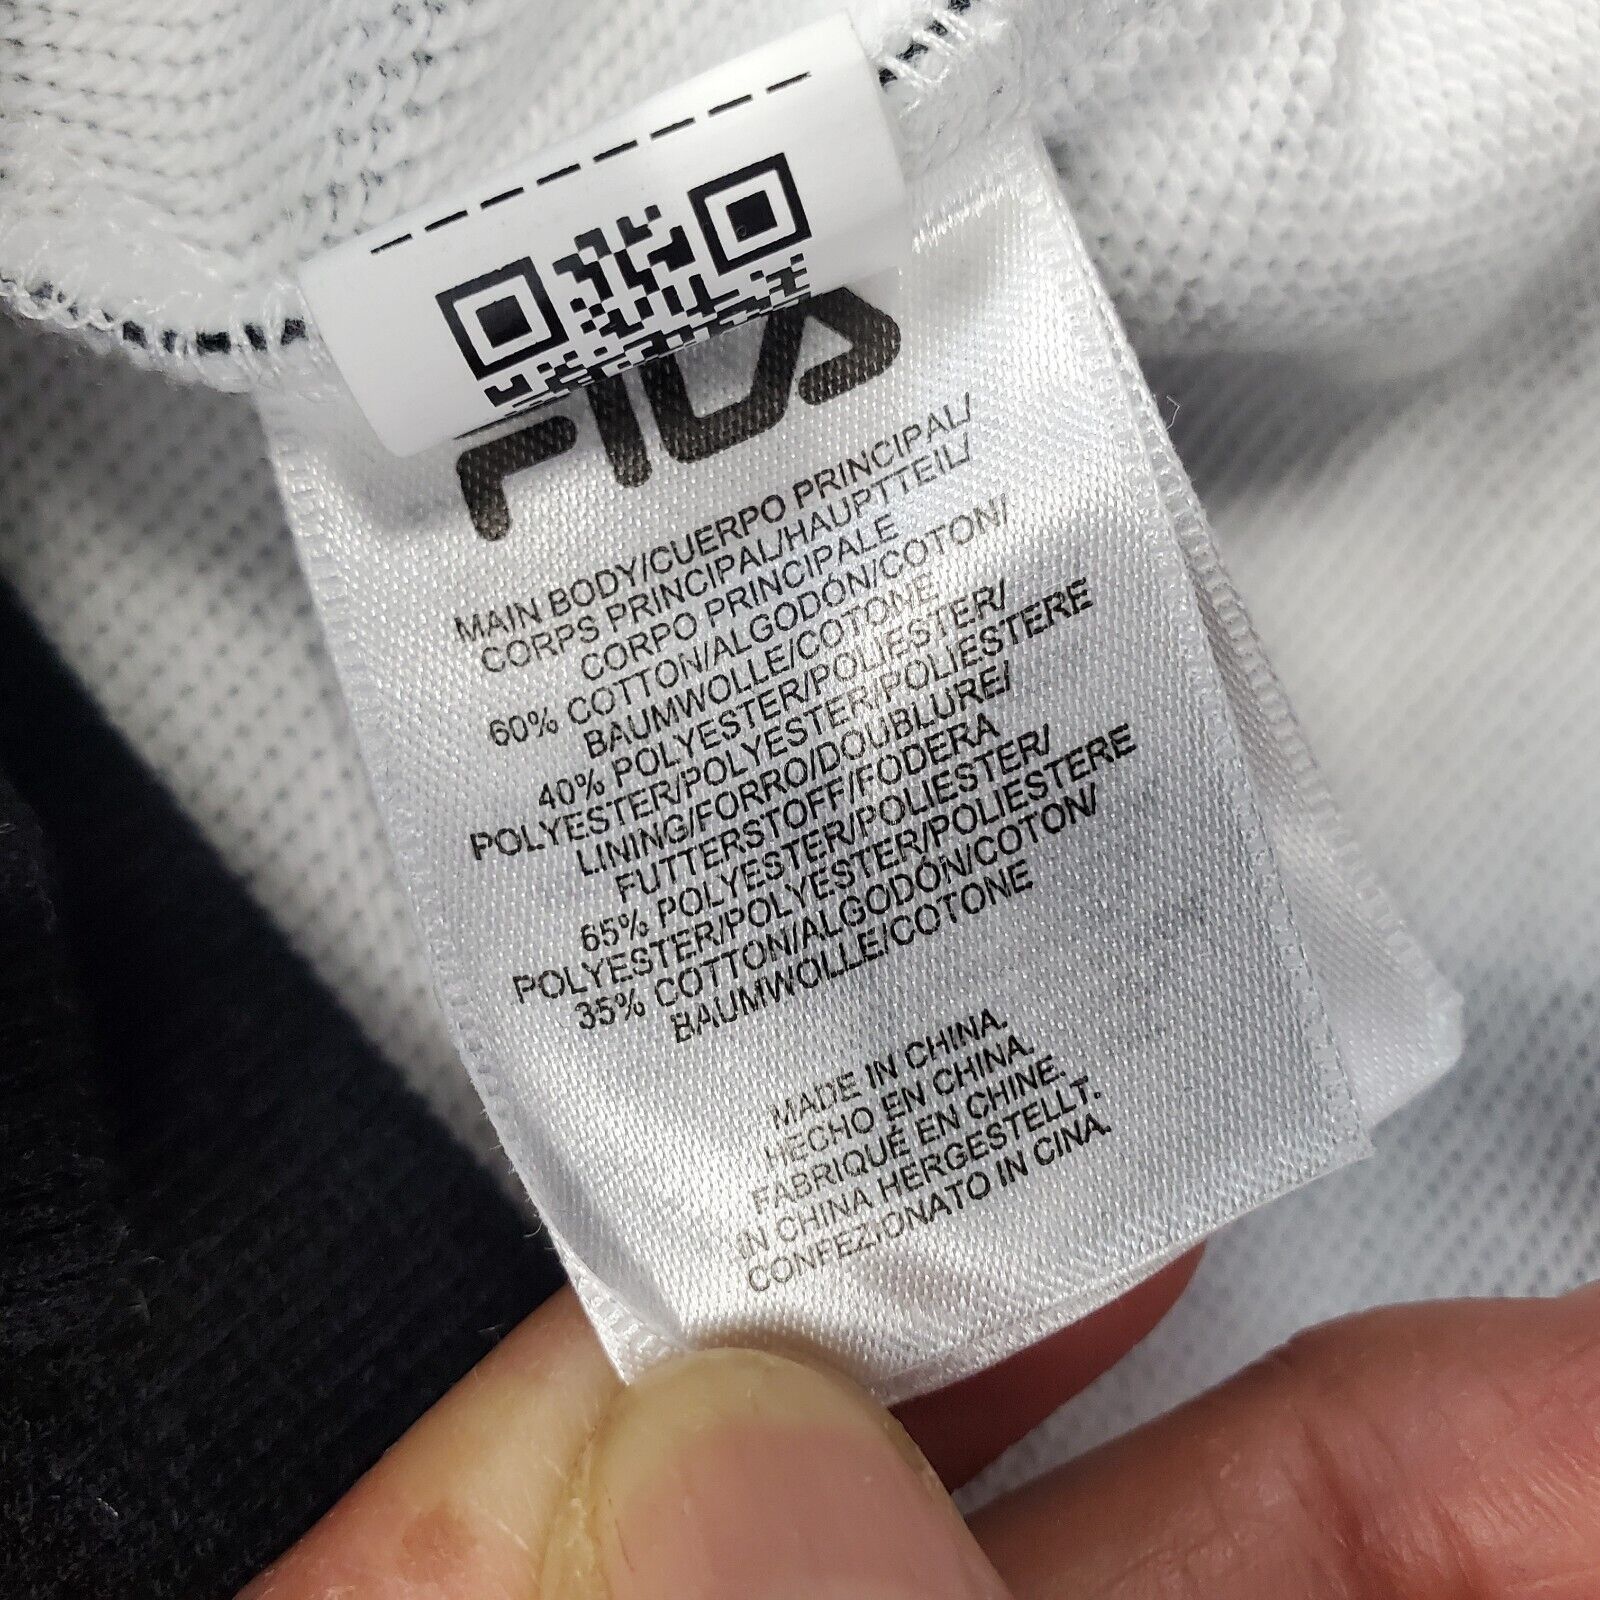 FILA
MAIN BODY/CUERPO PRINCIPAL/
CORPS PRINCIPAL/HAUPTTEIL/
CORPO PRINCIPALE
60% COTTON/ALGODÓN/COTON/
BAUMWOLLE/COTONE
40% POLYESTER/POLIESTER/
POLYESTER/POLYESTER/POLIESTERE
LINING/FORRO/DOUBLURE/
FUTTERSTOFF/FODERA
65% POLYESTER/POLIESTER/
POLYESTER/POLYESTER/POLIESTERE
35% COTTON/ALGODÓN/COTON/
BAUMWOLLE/COTONE
MADE IN CHINA.
HECHO EN CHINA.
FABRIQUÉ EN CHINE.
IN CHINA HERGESTELLT.
CONFEZIONATO IN CINA.